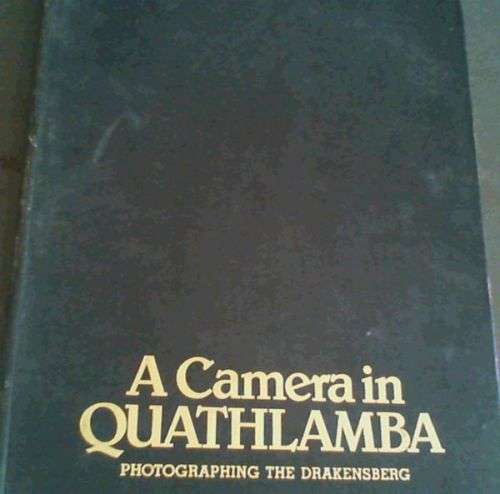 A Camera in
QUATHLAMBA
PHOTOGRAPHING THE DRAKENSBERG